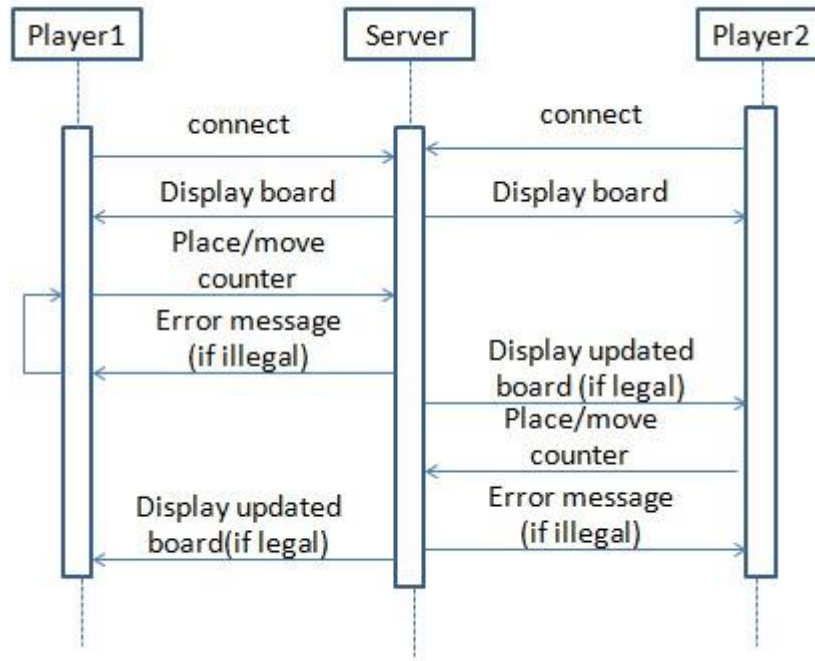 Player1
Server
Player2
connect
connect
Display board
Display board
Place/move
counter
Error message
(if illegal)
Display updated
board (if legal)
Place/move
counter
Error message
(if illegal)
Display updated
board(if legal)